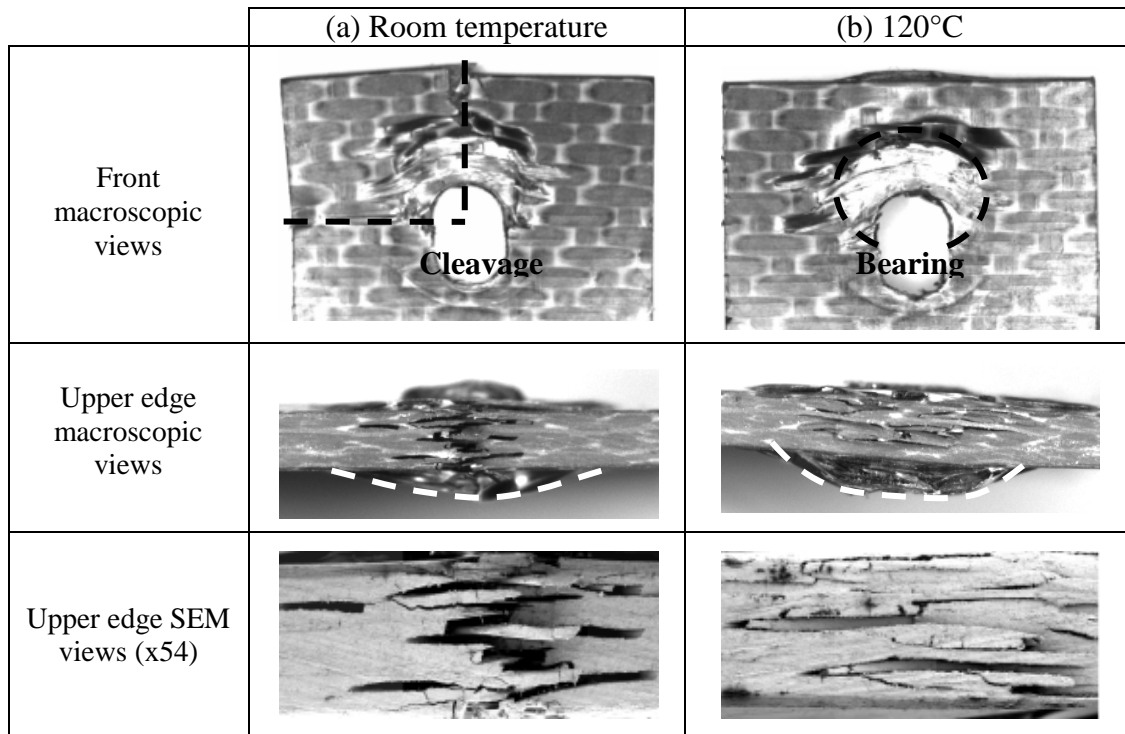 (a) Room temperature
(b) 120°C
Front
macroscopic
views
Cleavage
Bearing
Upper edge
macroscopic
views
Upper edge SEM
views (x54)